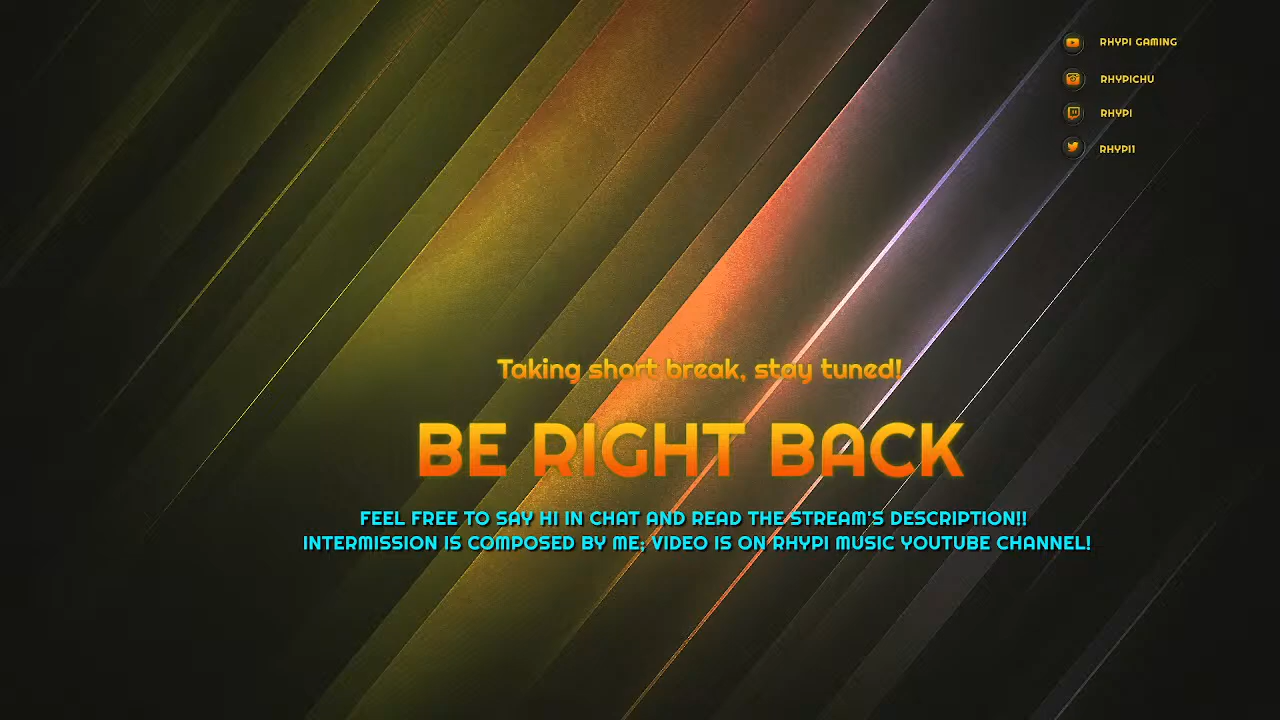 RHYPI GAMING
RHYPICHU
RHYPI
RHYPI1
Taking short break, stay tuned!
BE RIGHT BACK
FEEL FREE TO SAY HI IN CHAT AND READ THE STREAM'S DESCRIPTION!!
INTERMISSION IS COMPOSED BY ME; VIDEO IS ON RHYPI MUSIC YOUTUBE CHANNEL!